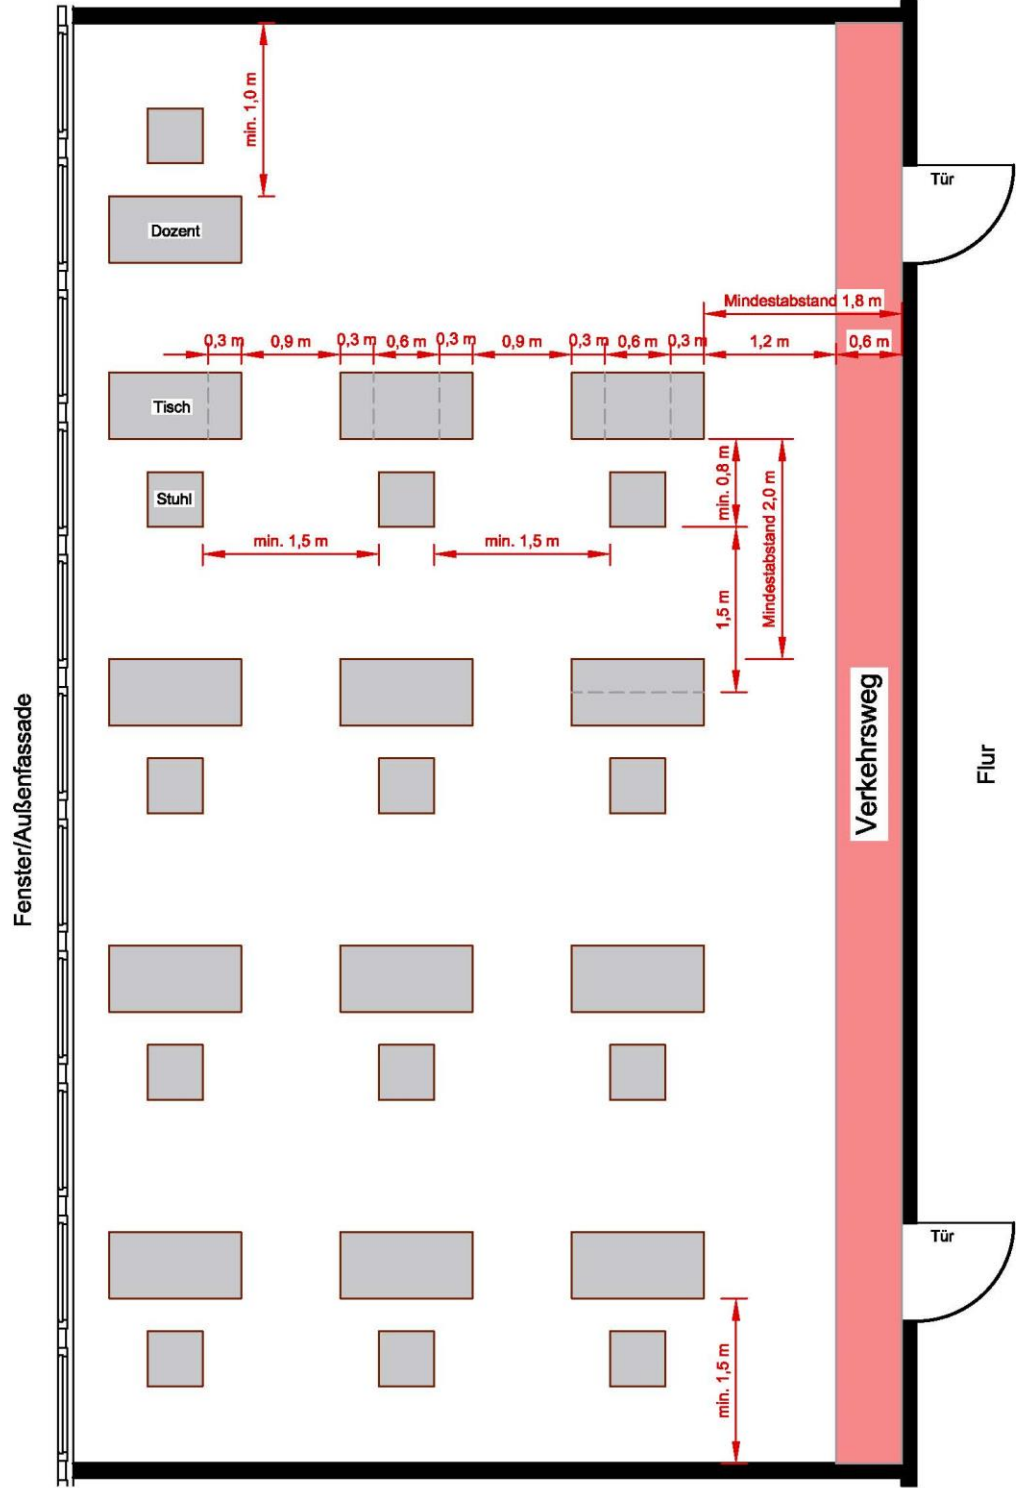 min. 1,0 m
Tür
Dozent
Mindestabstand 1,8 m
0,3 m 0,9 m 0,3 m 0,6 m 0,3 m 0,9 m 0,3 m 0,6 m 0,3 m 1,2 m 0,6 m
Tisch
min. 0,8 m
Mindestabstand 2,0 m
Stuhl
min. 1,5 m min. 1,5 m
1,5 m
Fenster/Außenfassade
Verkehrsweg
Flur
Tür
min. 1,5 m